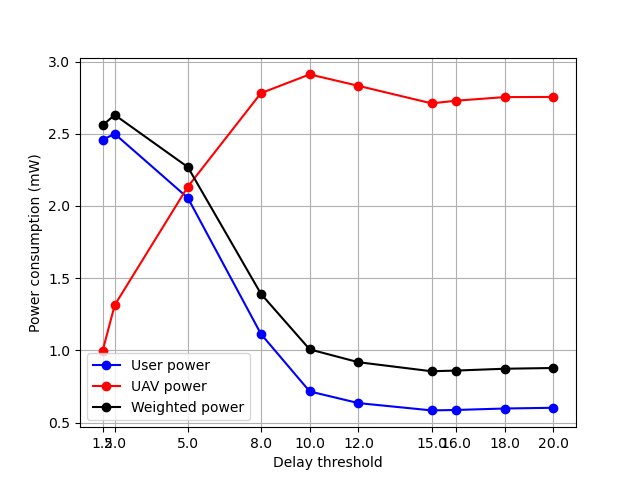 3.0
2.5
2.0
1.5
1.0
0.5
Power consumption (mW)
User power
UAV power
Weighted power
1.5 2.0 5.0 8.0 10.0 12.0 15.0 16.0 18.0 20.0
Delay threshold